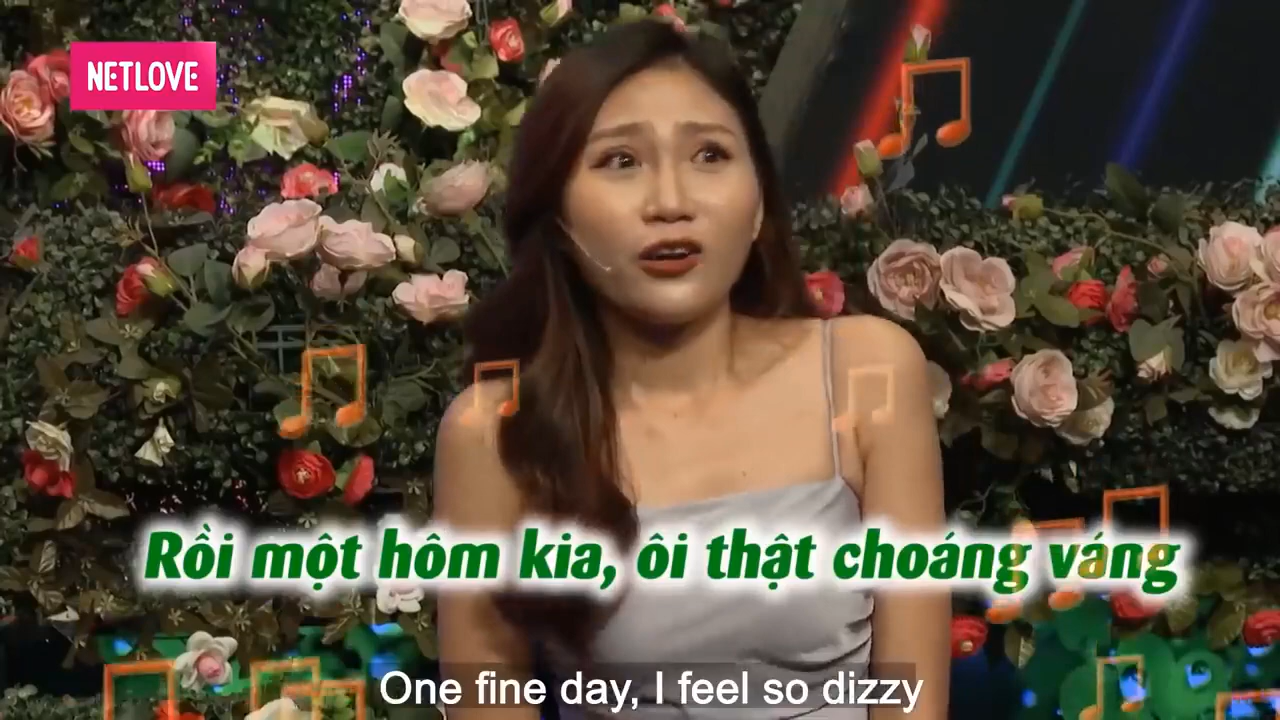 NETLOVE
Rồi một hôm kia, ôi thật choáng váng
One fine day, I feel so dizzy